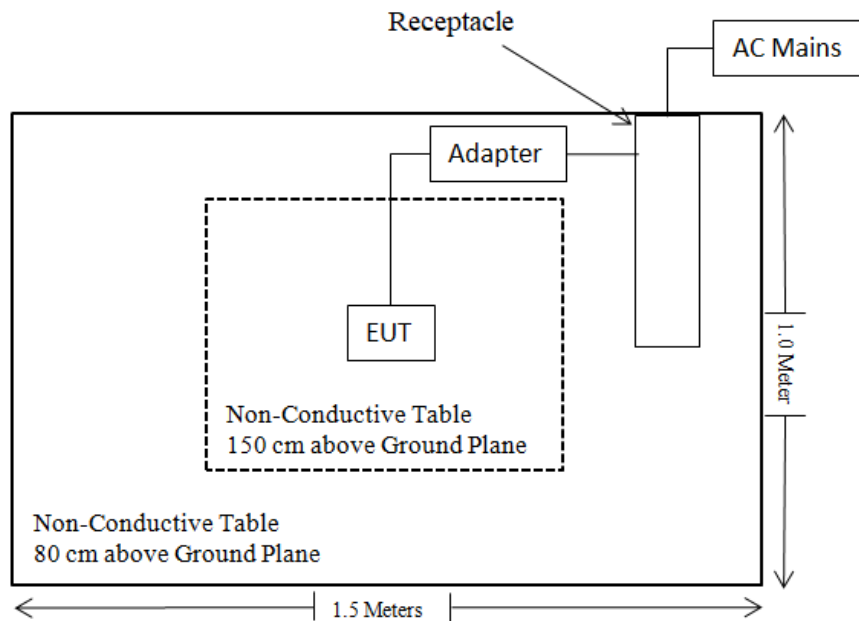 Receptacle
AC Mains
Adapter
EUT
Non-Conductive Table
150 cm above Ground Plane
1.0 Meter
Non-Conductive Table
80 cm above Ground Plane
1.5 Meters